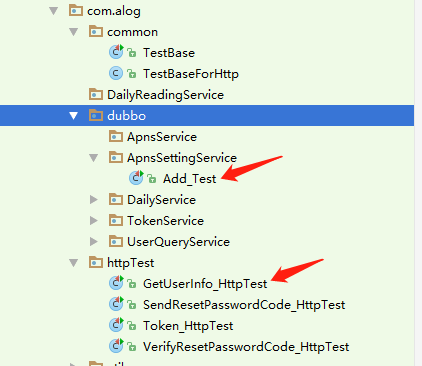 com.alog
common
TestBase
TestBaseForHttp
DailyReadingService
dubbo
ApnsService
ApnsSettingService
Add_Test
DailyService
TokenService
UserQueryService
httpTest
GetUserInfo_HttpTest
SendResetPasswordCode_HttpTest
Token_HttpTest
VerifyResetPasswordCode_HttpTest